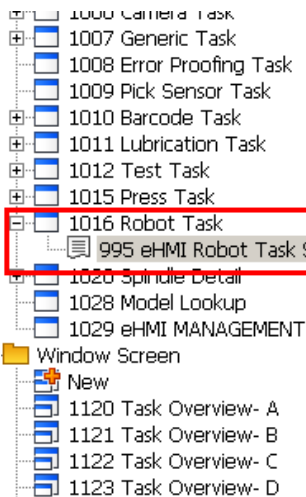 1000 Camera Task
1007 Generic Task
1008 Error Proofing Task
1009 Pick Sensor Task
1010 Barcode Task
1011 Lubrication Task
1012 Test Task
1015 Press Task
1016 Robot Task
995 eHMI Robot Task
1020 Spindle Detail
1028 Model Lookup
1029 eHMI MANAGEMENT
Window Screen
New
1120 Task Overview- A
1121 Task Overview- B
1122 Task Overview- C
1123 Task Overview- D